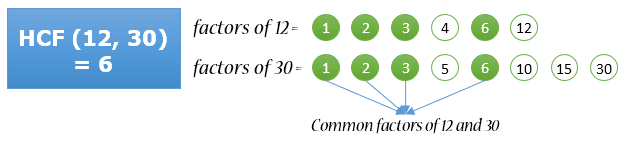 HCF (12, 30)
= 6
factors of 12= 1 2 3 4 6 12
factors of 30= 1 2 3 5 6 10 15 30
Common factors of 12 and 30